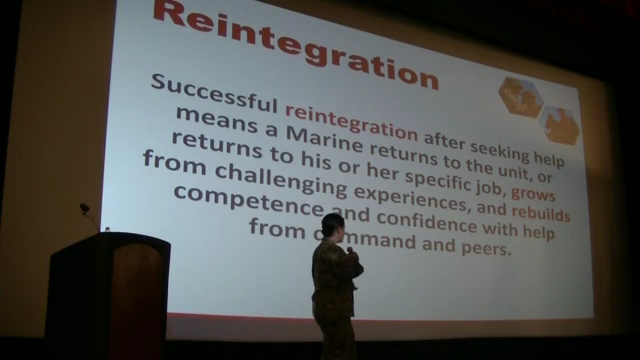 Reintegration
Successful reintegration after seeking help
means a Marine returns to the unit, or
returns to his or her specific job, grows
from challenging experiences, and rebuilds
competence and confidence with help
from command and peers.